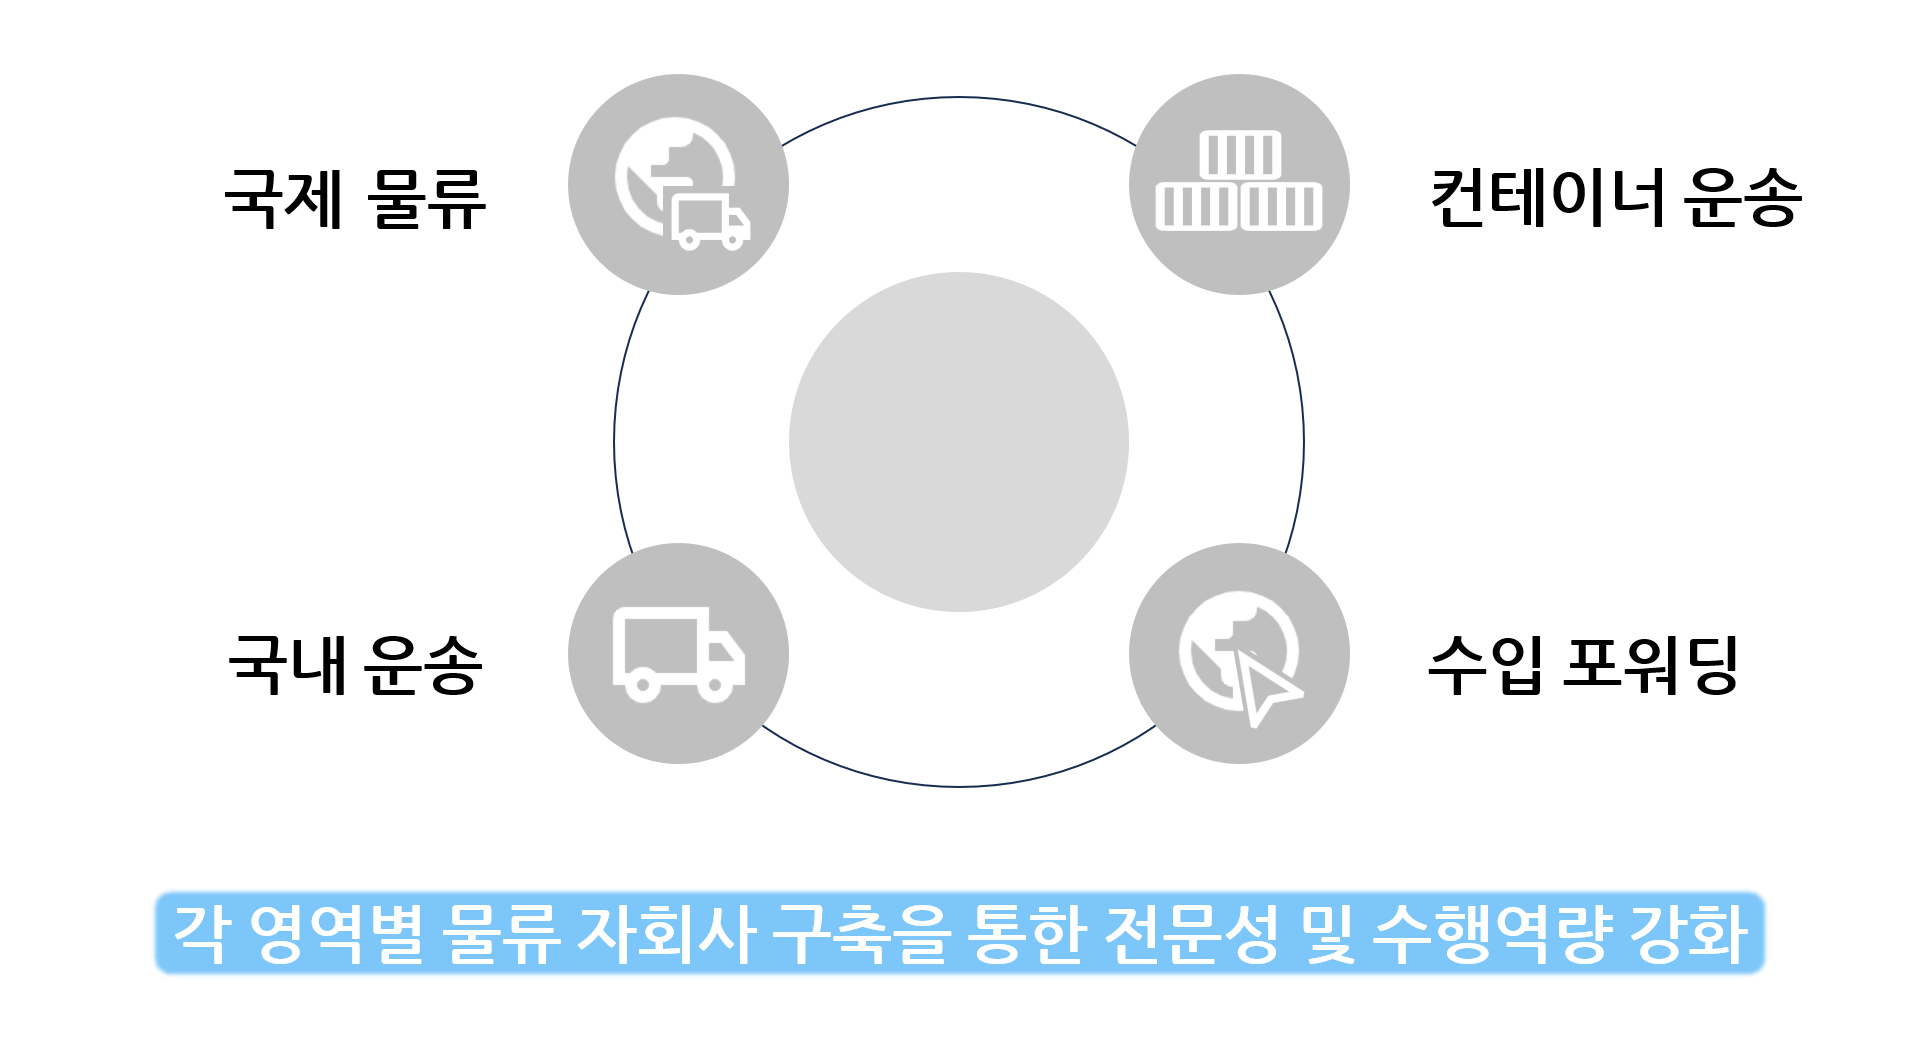 국제 물류
컨테이너 운송
국내 운송
수입 포워딩
각 영역별 물류 자회사 구축을 통한 전문성 및 수행역량 강화